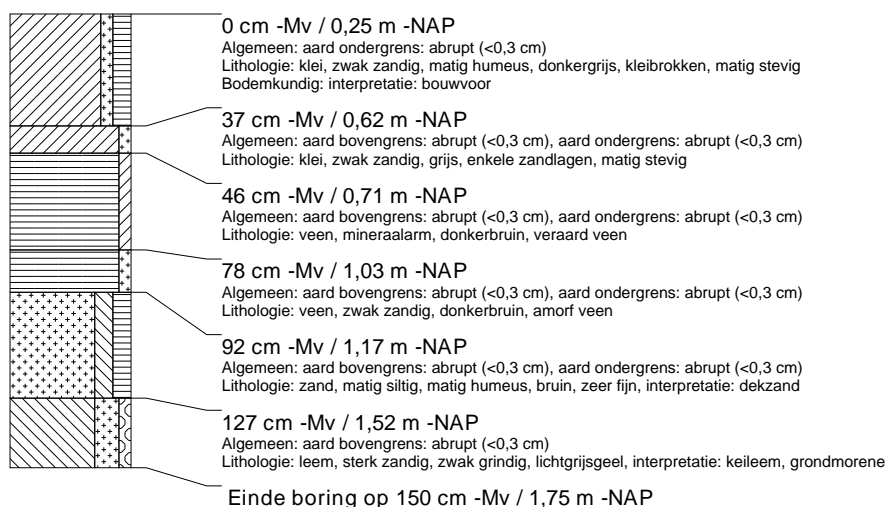 0 cm -Mv / 0,25 m -NAP
Algemeen: aard ondergrens: abrupt (<0,3 cm)
Lithologie: klei, zwak zandig, matig humeus, donkergrijs, kleibrokken, matig stevig
Bodemkundig: interpretatie: bouwvoor
37 cm -Mv / 0,62 m -NAP
Algemeen: aard bovengrens: abrupt (<0,3 cm), aard ondergrens: abrupt (<0,3 cm)
Lithologie: klei, zwak zandig, grijs, enkele zandlagen, matig stevig
46 cm -Mv / 0,71 m -NAP
Algemeen: aard bovengrens: abrupt (<0,3 cm), aard ondergrens: abrupt (<0,3 cm)
Lithologie: veen, mineraalarm, donkerbruin, veraard veen
78 cm -Mv / 1,03 m -NAP
Algemeen: aard bovengrens: abrupt (<0,3 cm), aard ondergrens: abrupt (<0,3 cm)
Lithologie: veen, zwak zandig, donkerbruin, amorf veen
92 cm -Mv / 1,17 m -NAP
Algemeen: aard bovengrens: abrupt (<0,3 cm), aard ondergrens: abrupt (<0,3 cm)
Lithologie: zand, matig siltig, matig humeus, bruin, zeer fijn, interpretatie: dekzand
127 cm -Mv / 1,52 m -NAP
Algemeen: aard bovengrens: abrupt (<0,3 cm)
Lithologie: leem, sterk zandig, zwak grindig, lichtgrijsgeel, interpretatie: keileem, grondmorene
Einde boring op 150 cm -Mv / 1,75 m -NAP